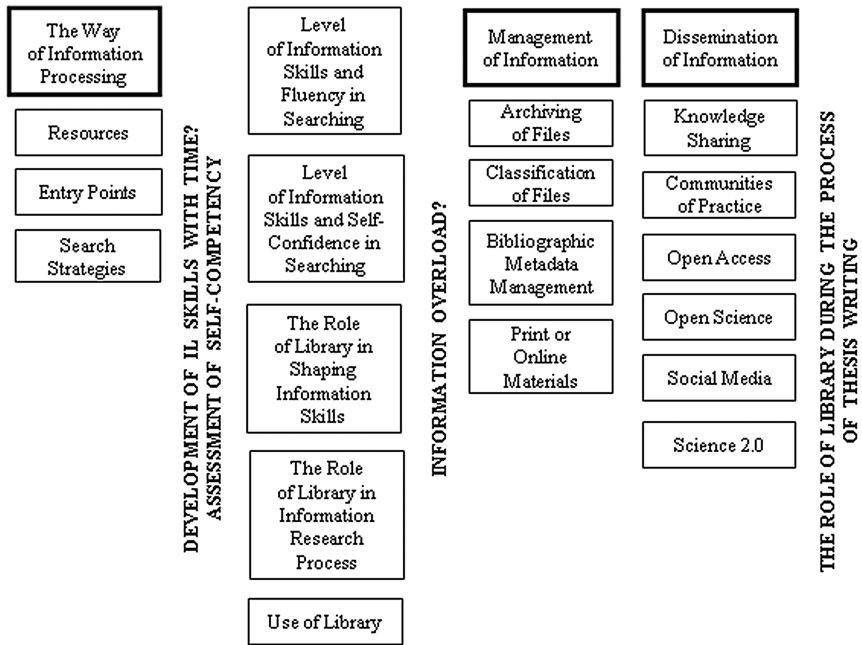 The Way
of Information
Processing
Resources
Entry Points
Search
Strategies
DEVELOPMENT OF IL SKILLS WITH TIME?
ASSESSMENT OF SELF-COMPETENCY
Level
of Information
Skills and
Fluency in
Searching
Level
of Information
Skills and Self-
Confidence in
Searching
The Role
of Library in
Shaping
Information
Skills
The Role
of Library in
Information
Research
Process
Use of Library
INFORMATION OVERLOAD?
Management
of Information
Archiving
of Files
Classification
of Files
Bibliographic
Metadata
Management
Print or
Online
Materials
Dissemination
of Information
Knowledge
Sharing
Communities
of Practice
Open Access
Open Science
Social Media
Science 2.0
THE ROLE OF LIBRARY DURING THE PROCESS
OF THESIS WRITING